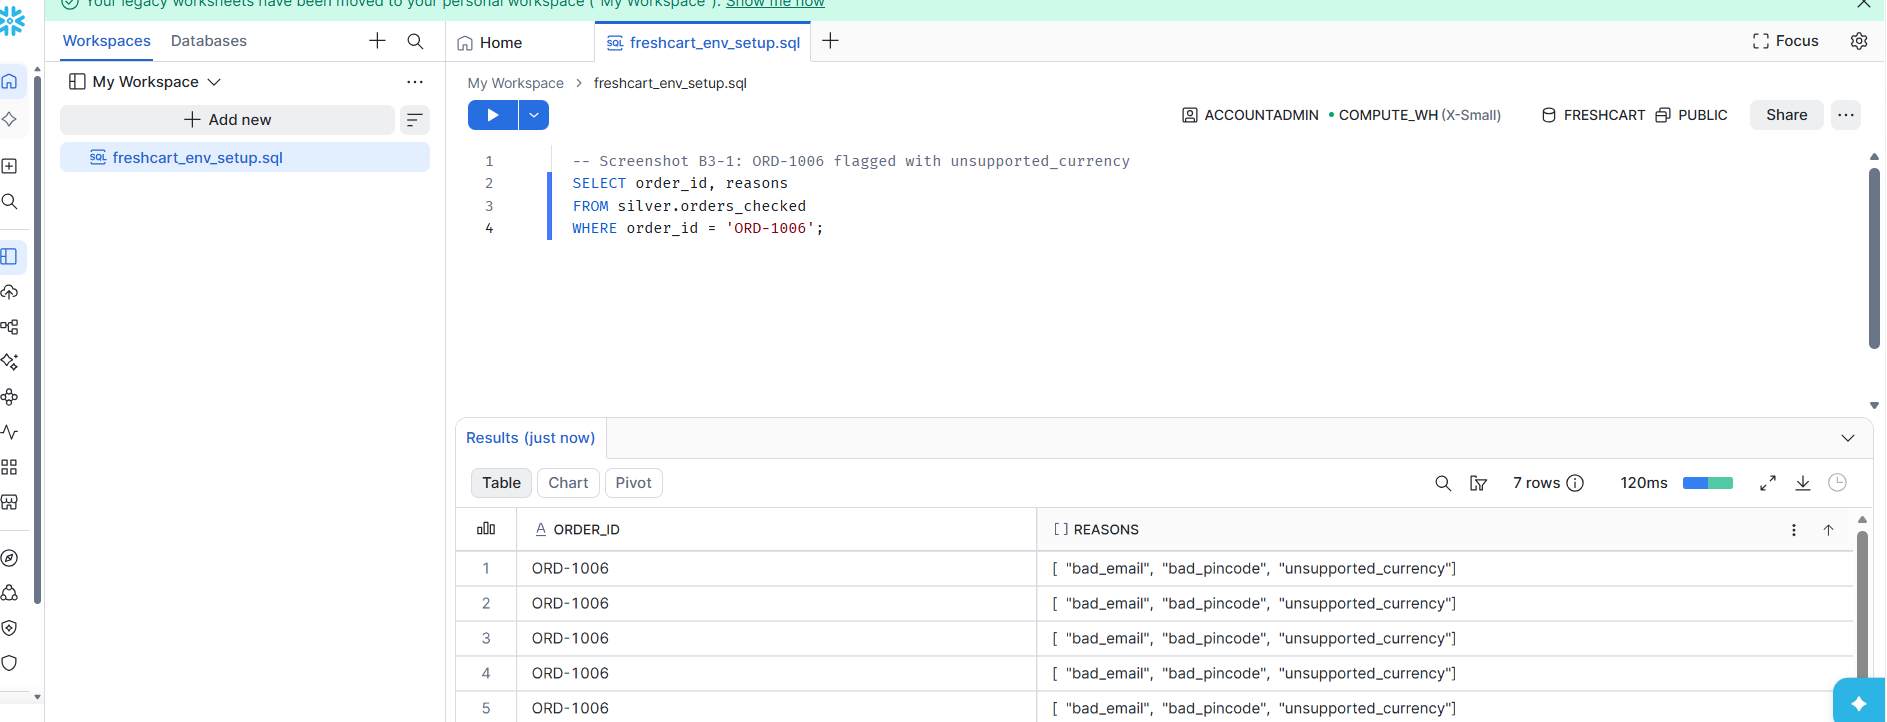 Your legacy worksheets have been moved to your personal workspace ("My Workspace"). Show me now
Workspaces Databases
Home freshcart_env_setup.sql Focus
My Workspace
My Workspace > freshcart_env_setup.sql
Add new
ACCOUNTADMIN COMPUTE_WH (X-Small) FRESHCART PUBLIC Share
SQL freshcart_env_setup.sql
1 -- Screenshot B3-1: ORD-1006 flagged with unsupported_currency
2 SELECT order_id, reasons
3 FROM silver.orders_checked
4 WHERE order_id = 'ORD-1006';
Results (just now)
Table Chart Pivot 7 rows 120ms
A ORDER_ID [ ] REASONS
1 ORD-1006 [ "bad_email", "bad_pincode", "unsupported_currency"]
2 ORD-1006 [ "bad_email", "bad_pincode", "unsupported_currency"]
3 ORD-1006 [ "bad_email", "bad_pincode", "unsupported_currency"]
4 ORD-1006 [ "bad_email", "bad_pincode", "unsupported_currency"]
5 ORD-1006 [ "bad_email", "bad_pincode", "unsupported_currency"]